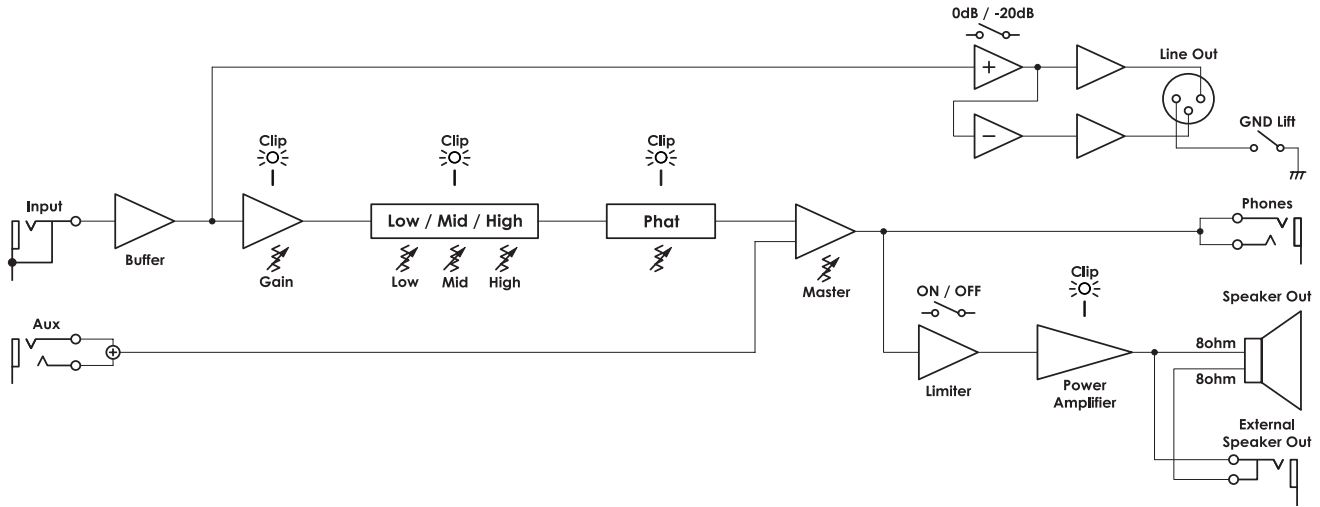 0dB / -20dB
Line Out
+
−
GND Lift
Clip
Clip
Clip
Input
Low / Mid / High
Phat
Phones
Buffer
Gain
Low
Mid
High
Master
Clip
ON / OFF
Speaker Out
Aux
+
8ohm
8ohm
Limiter
Power
Amplifier
External
Speaker Out